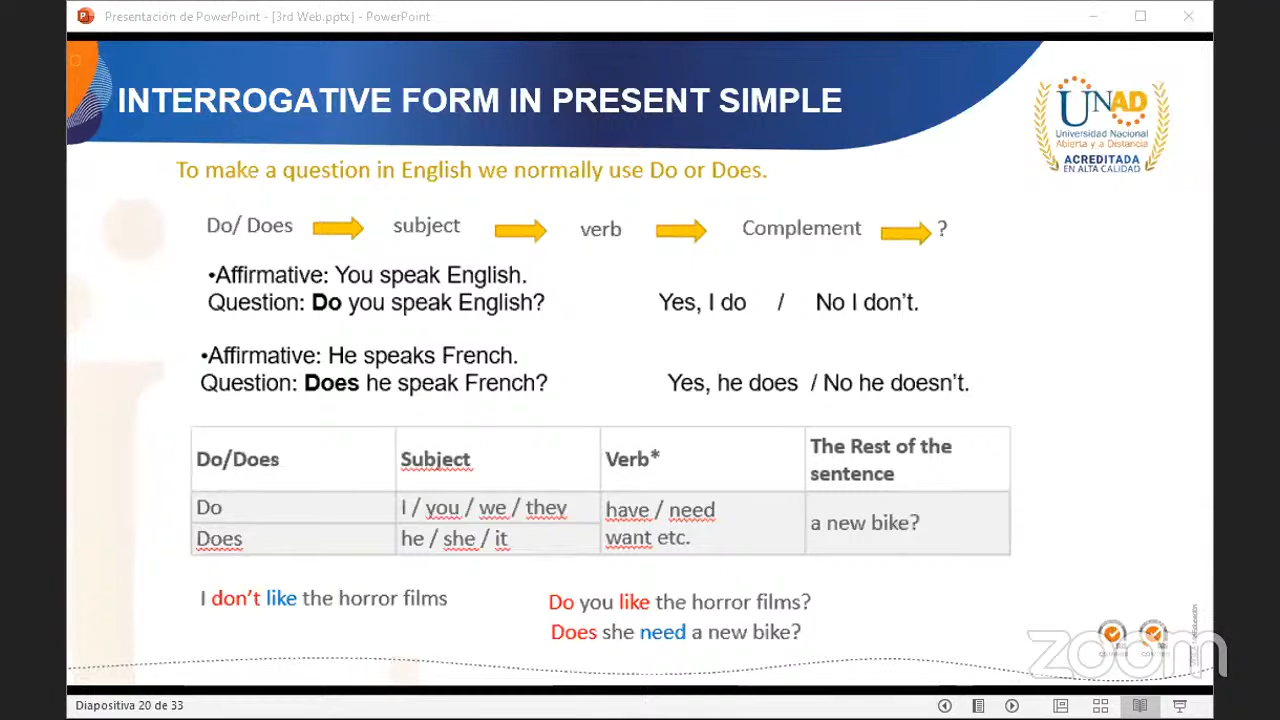 Presentación de PowerPoint - [3rd Web.pptx] - PowerPoint
INTERROGATIVE FORM IN PRESENT SIMPLE
UNAD
Universidad Nacional
Abierta y a Distancia
ACREDITADA
EN ALTA CALIDAD
To make a question in English we normally use Do or Does.
Do/ Does subject verb Complement ?
•Affirmative: You speak English.
Question: Do you speak English? Yes, I do / No I don't.
•Affirmative: He speaks French.
Question: Does he speak French? Yes, he does / No he doesn't.
Do/Does Subject Verb* The Rest of the
sentence
Do I / you / we / they have / need
a new bike?
Does he / she / it want etc.
I don't like the horror films
Do you like the horror films?
Does she need a new bike?
zoom
Diapositiva 20 de 33